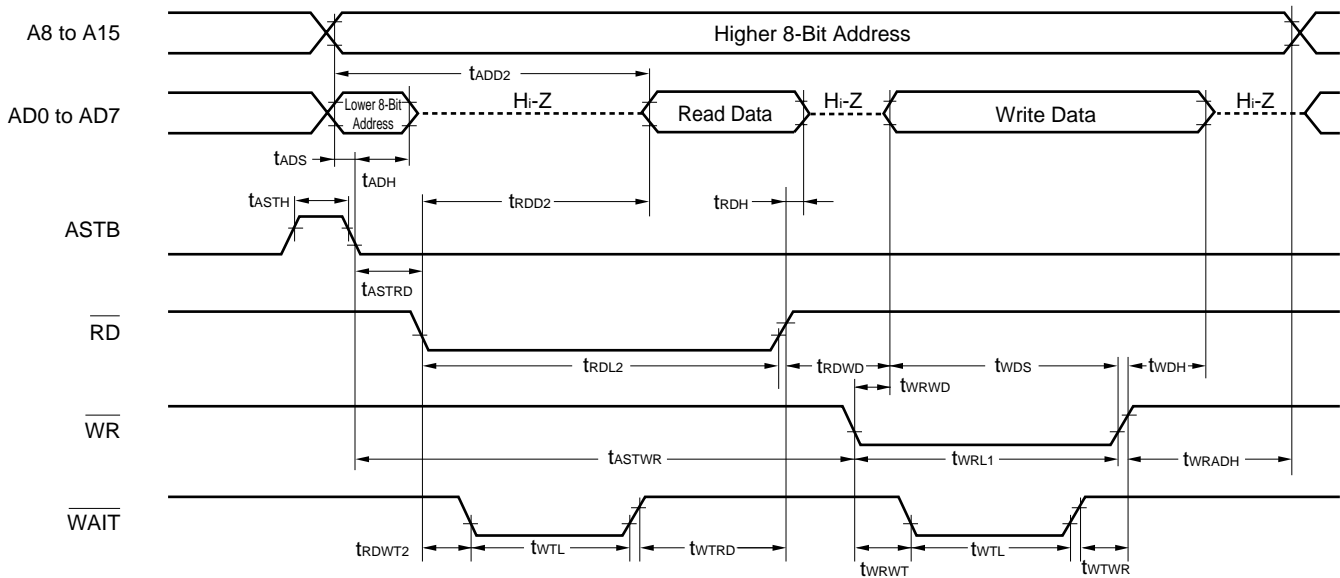 A8 to A15
Higher 8-Bit Address
tADD2
AD0 to AD7
Lower 8-Bit
Address
Hi-Z
Read Data
Hi-Z
Write Data
Hi-Z
tADS
tADH
tASTH
tRDD2
tRDH
ASTB
tASTRD
RD
tRDL2
tRDWD
tWDS
tWDH
tWRWD
WR
tASTWR
tWRL1
tWRADH
WAIT
tRDWT2
tWTL
tWTRD
tWRWT
tWTL
tWTWR